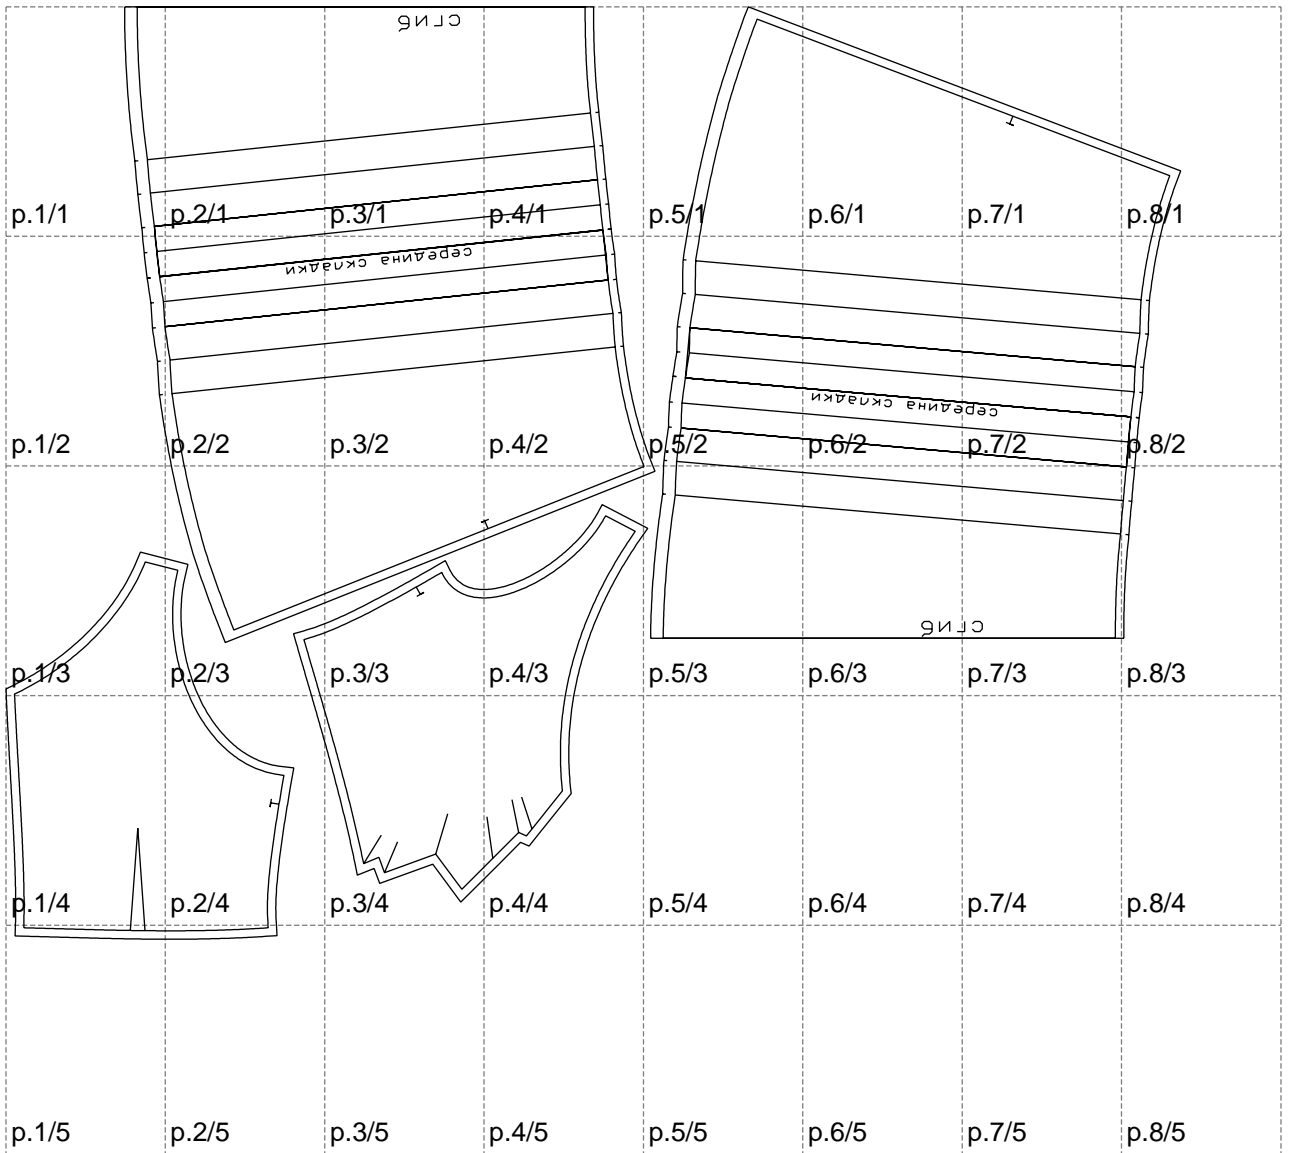 сгиб
p.1/1 p.2/1 p.3/1 p.4/1 p.5/1 p.6/1 p.7/1 p.8/1
середина складки
середина складки
p.1/2 p.2/2 p.3/2 p.4/2 p.5/2 p.6/2 p.7/2 p.8/2
сгиб
p.1/3 p.2/3 p.3/3 p.4/3 p.5/3 p.6/3 p.7/3 p.8/3
p.1/4 p.2/4 p.3/4 p.4/4 p.5/4 p.6/4 p.7/4 p.8/4
p.1/5 p.2/5 p.3/5 p.4/5 p.5/5 p.6/5 p.7/5 p.8/5